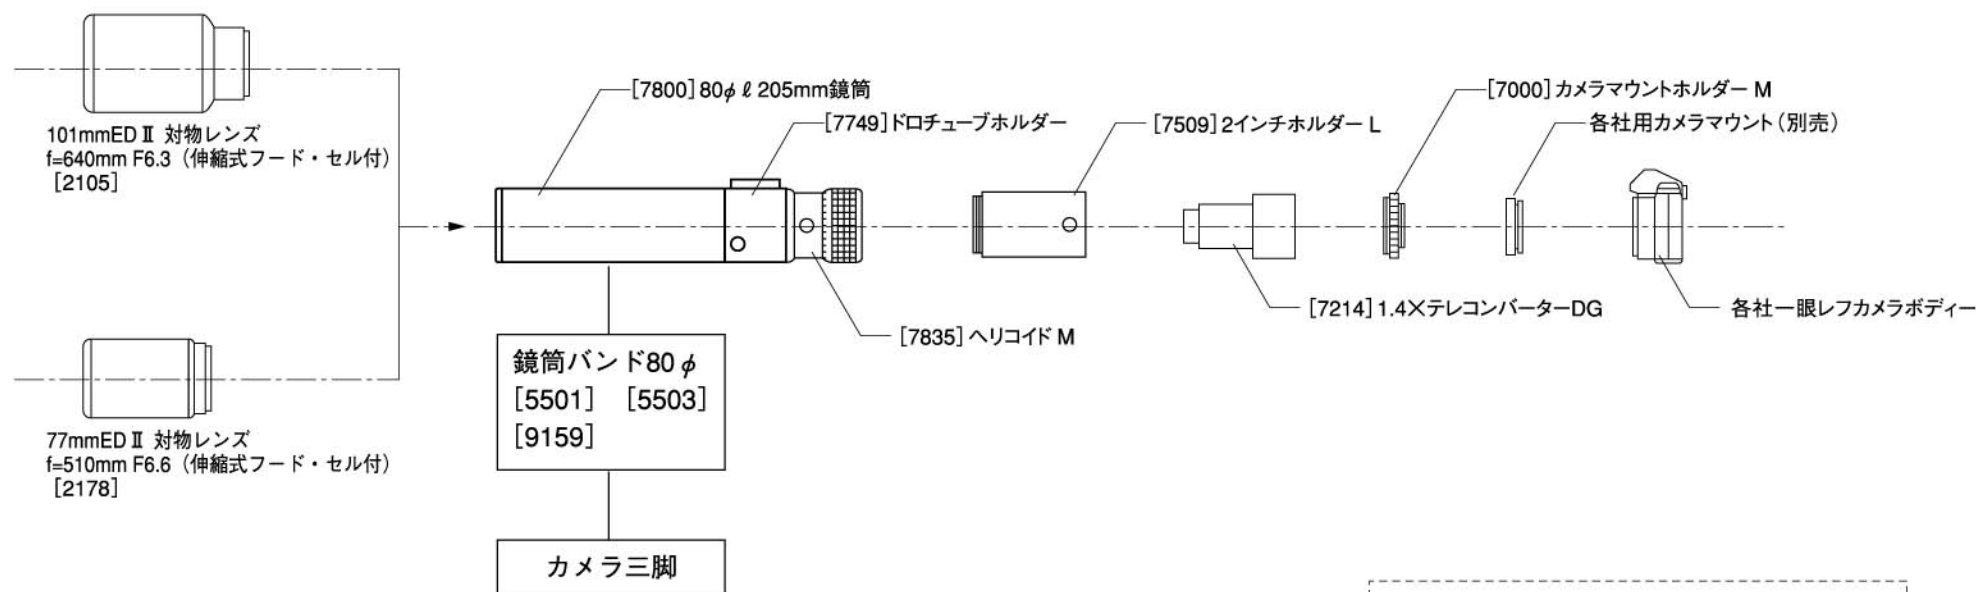 101mmED Ⅱ 対物レンズ
f=640mm F6.3（伸縮式フード・セル付）
[2105]
77mmED Ⅱ 対物レンズ
f=510mm F6.6（伸縮式フード・セル付）
[2178]
[7800]80φ ℓ 205mm鏡筒
[7749]ドロチューブホルダー
[7835]ヘリコイド M
鏡筒バンド80φ
[5501] [5503]
[9159]
カメラ三脚
[7509]2インチホルダー L
[7214]1.4×テレコンバーターDG
[7000]カメラマウントホルダー M
各社用カメラマウント（別売）
各社一眼レフカメラボディー